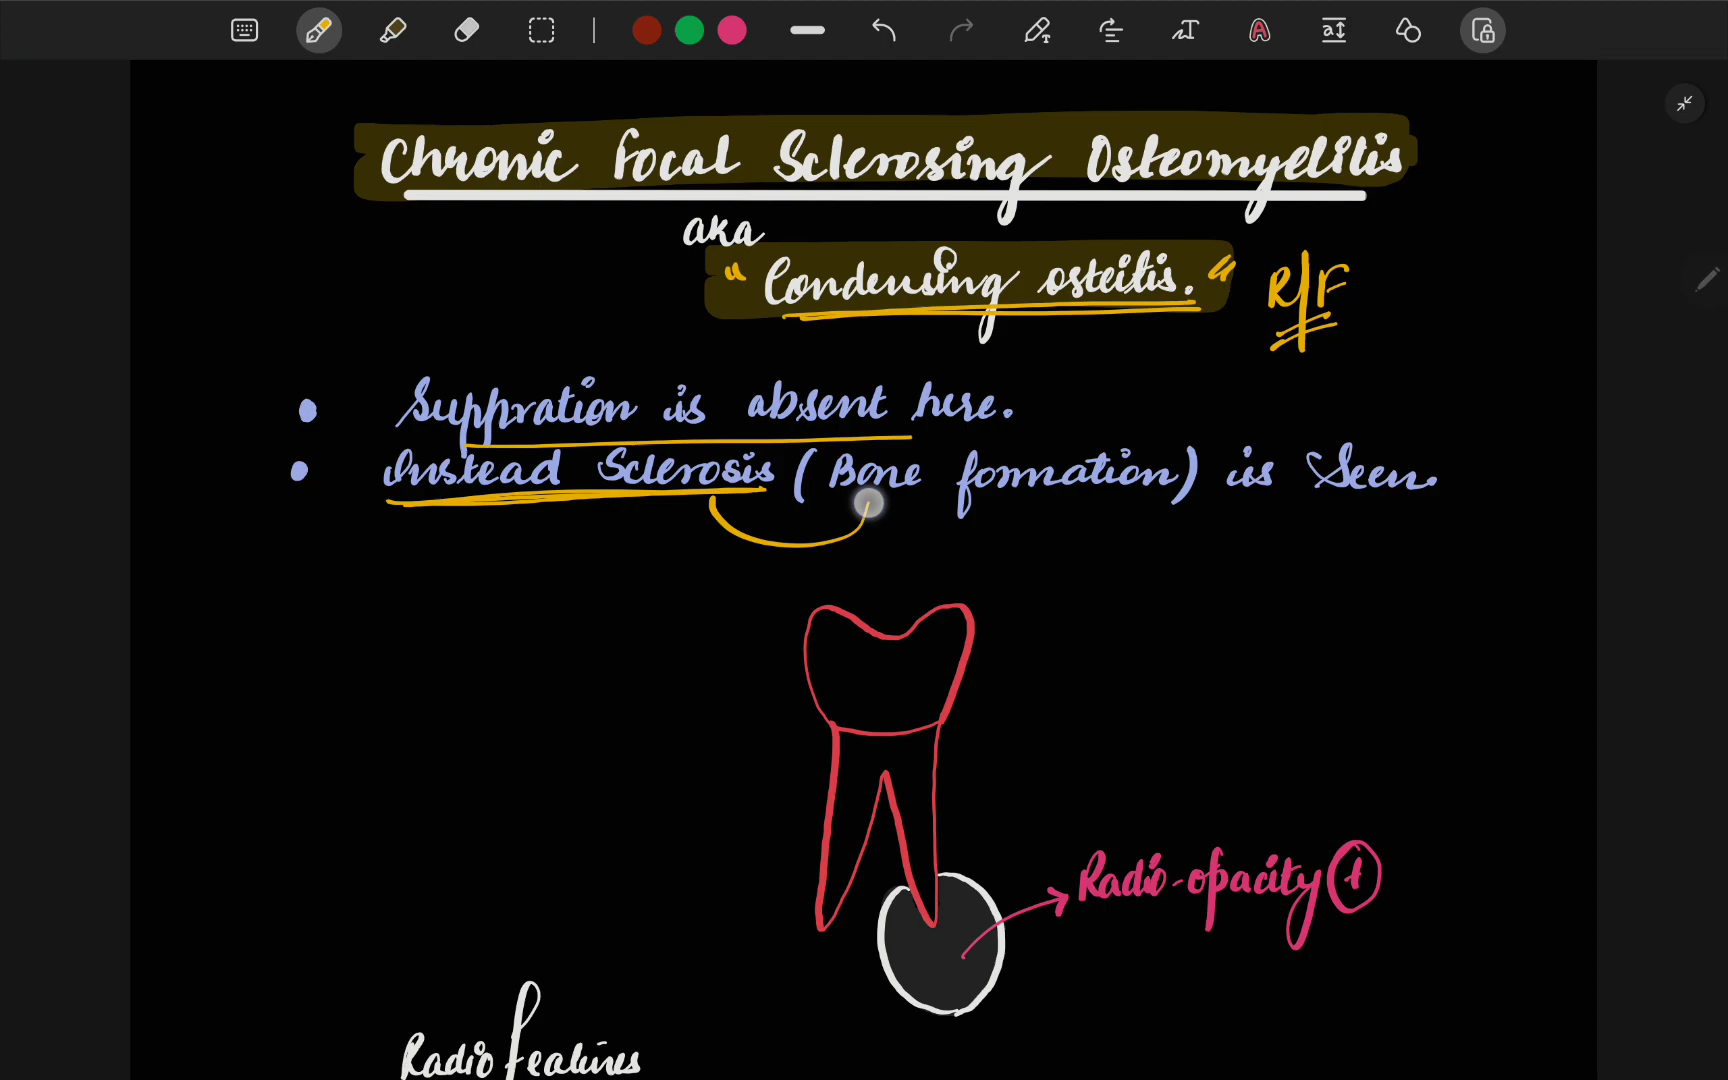 Chronic Focal Sclerosing Osteomyelitis
aka
" Condensing osteitis. " R/F
• Suppration is absent here.
• Instead Sclerosis (Bone formation) is Seen.
Radio-opacity +
Radio features